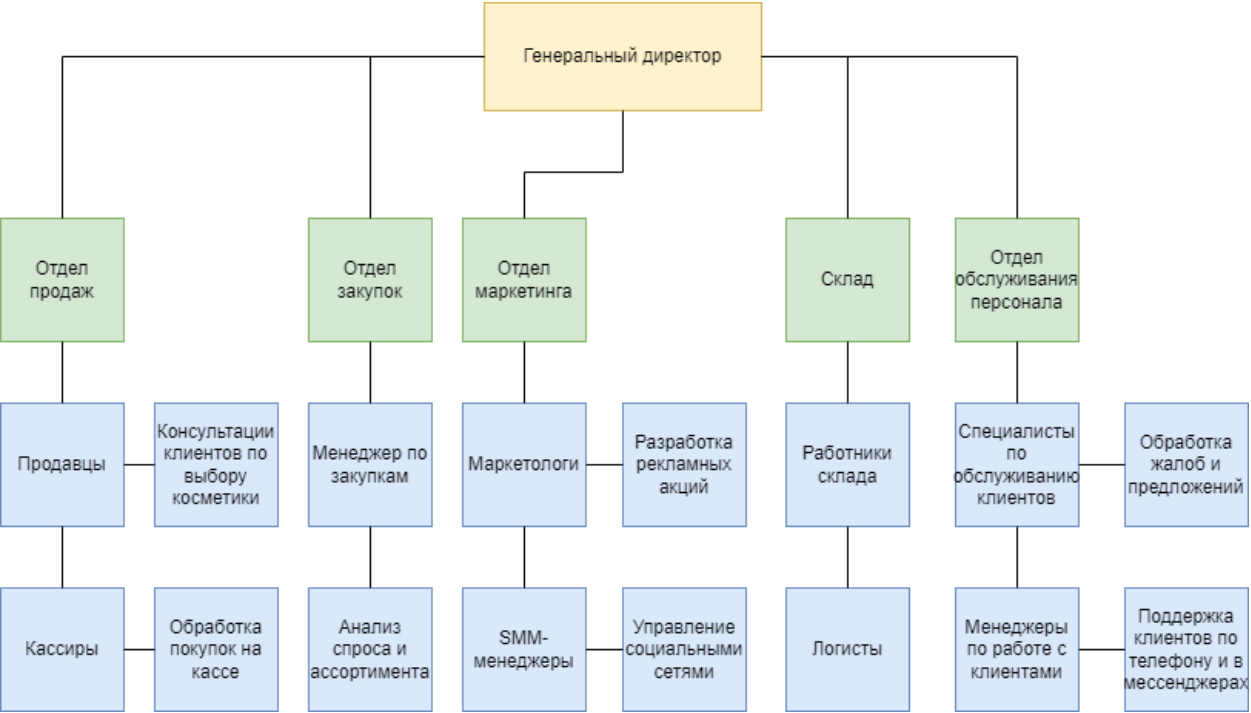 Генеральный директор
Отдел
продаж
Отдел
закупок
Отдел
маркетинга
Склад
Отдел
обслуживания
персонала
Продавцы
Консультации
клиентов по
выбору
косметики
Менеджер по
закупкам
Маркетологи
Разработка
рекламных
акций
Работники
склада
Специалисты
по
обслуживанию
клиентов
Обработка
жалоб и
предложений
Кассиры
Обработка
покупок на
кассе
Анализ
спроса и
ассортимента
SMM-
менеджеры
Управление
социальными
сетями
Логисты
Менеджеры
по работе с
клиентами
Поддержка
клиентов по
телефону и в
мессенджерах